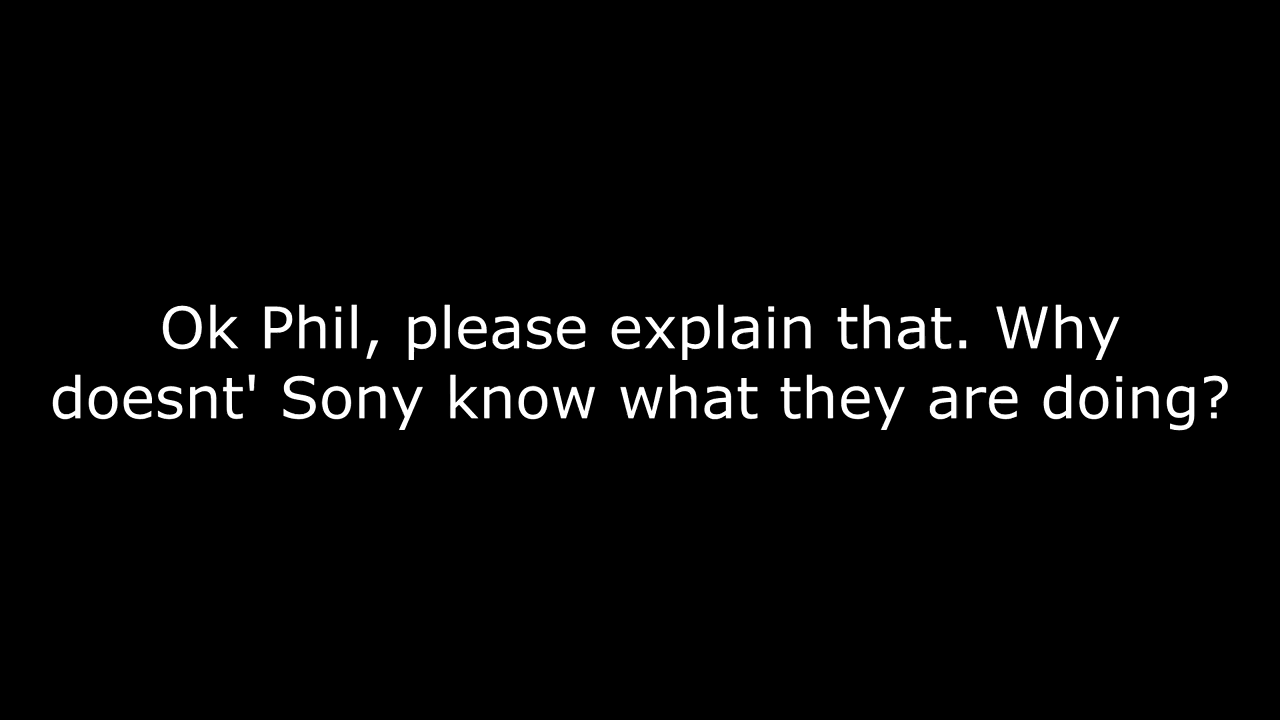 Ok Phil, please explain that. Why
doesnt' Sony know what they are doing?